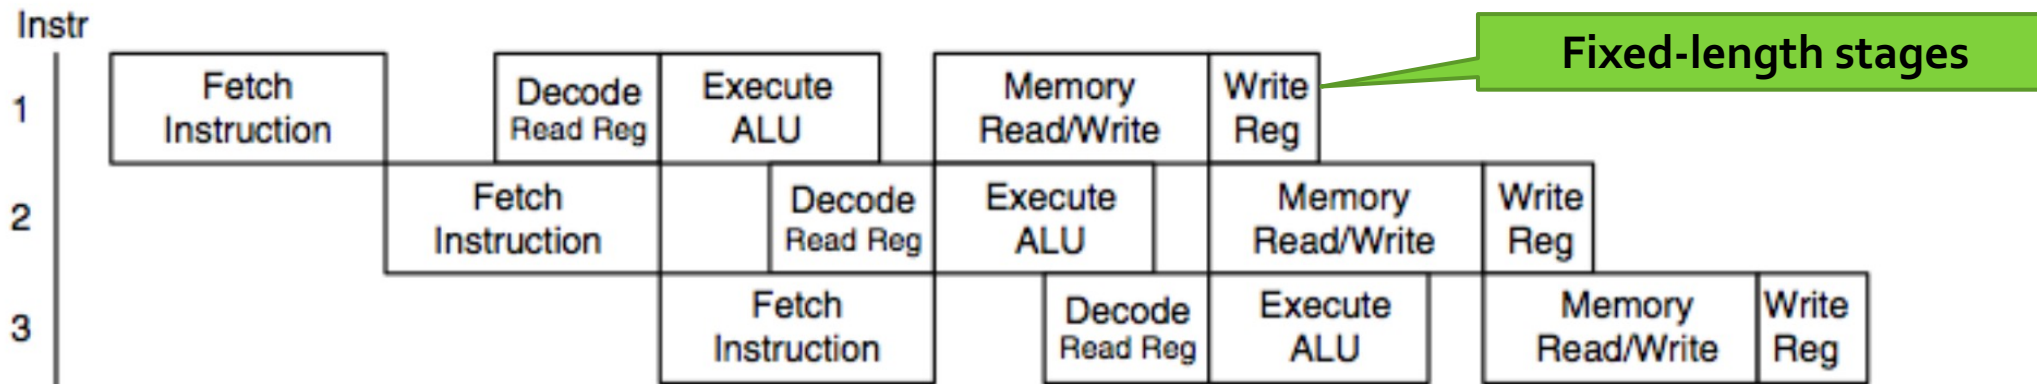 Instr
Fixed-length stages
1
Fetch
Instruction
Decode
Read Reg
Execute
ALU
Memory
Read/Write
Write
Reg
2
Fetch
Instruction
Decode
Read Reg
Execute
ALU
Memory
Read/Write
Write
Reg
3
Fetch
Instruction
Decode
Read Reg
Execute
ALU
Memory
Read/Write
Write
Reg